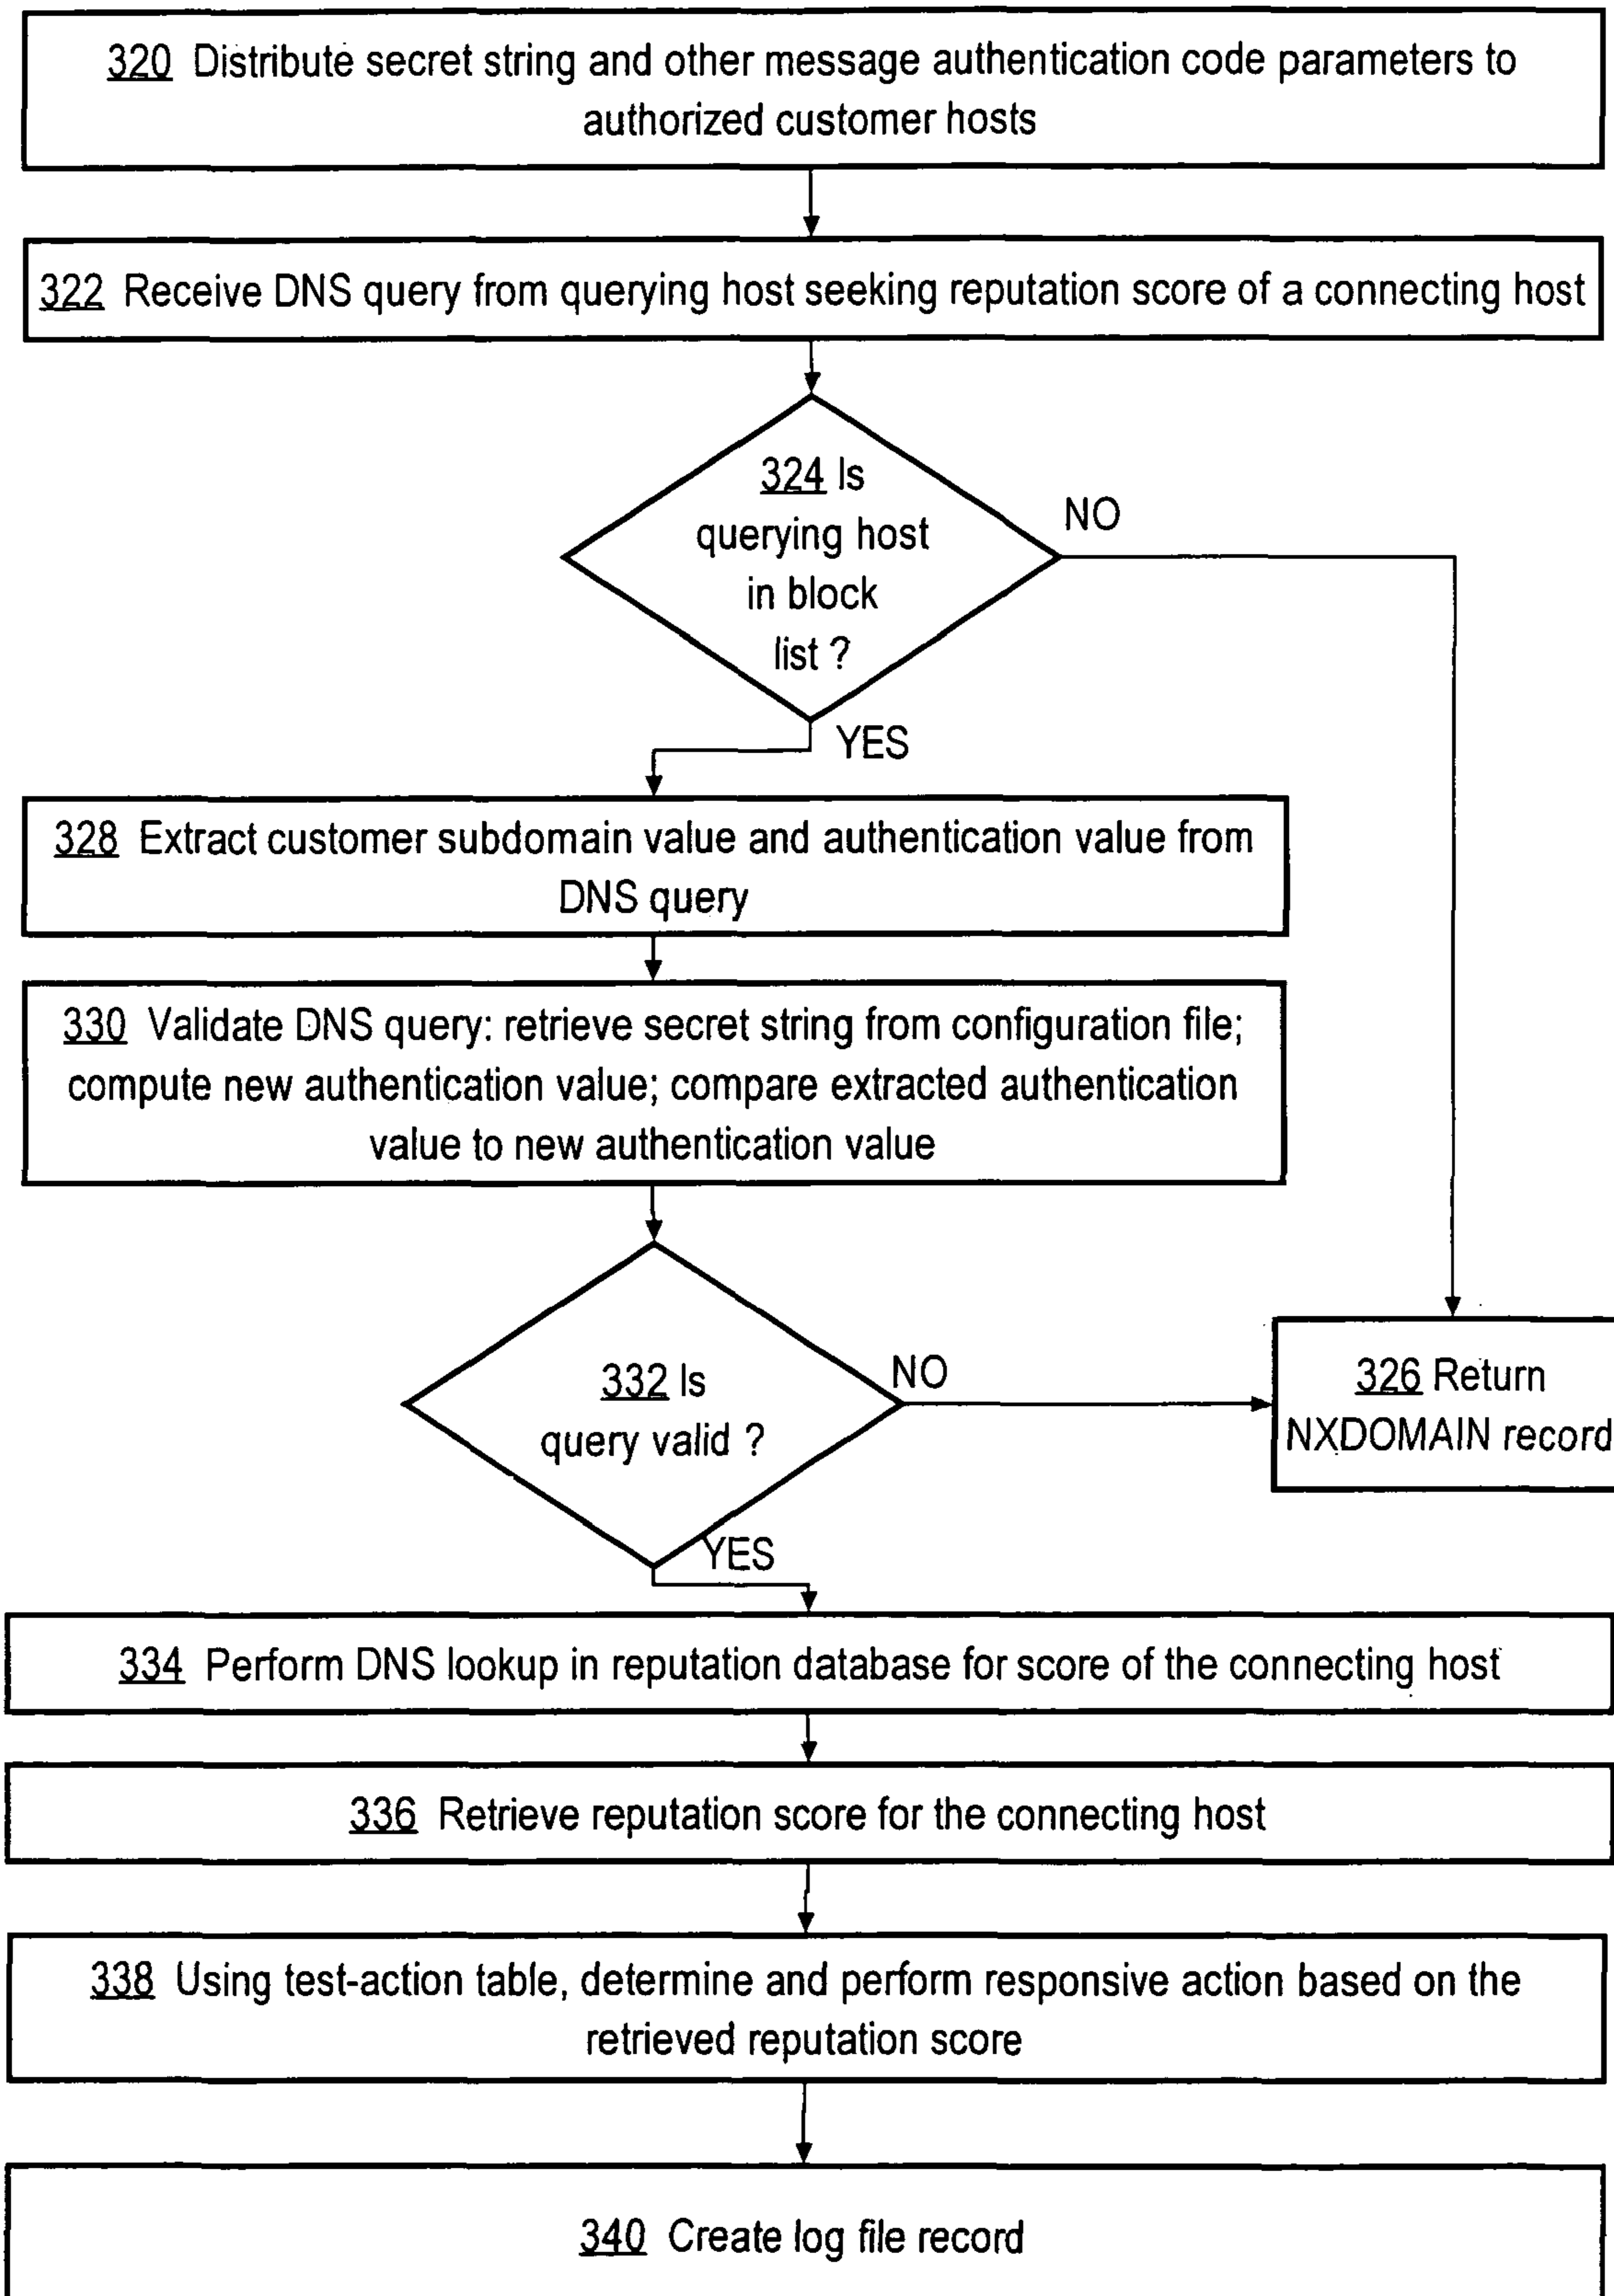 320 Distribute secret string and other message authentication code parameters to
authorized customer hosts
322 Receive DNS query from querying host seeking reputation score of a connecting host
324 Is
querying host
in block
list ?
NO
YES
328 Extract customer subdomain value and authentication value from
DNS query
330 Validate DNS query: retrieve secret string from configuration file;
compute new authentication value; compare extracted authentication
value to new authentication value
332 Is
query valid ?
NO
326 Return
NXDOMAIN record
YES
334 Perform DNS lookup in reputation database for score of the connecting host
336 Retrieve reputation score for the connecting host
338 Using test-action table, determine and perform responsive action based on the
retrieved reputation score
340 Create log file record